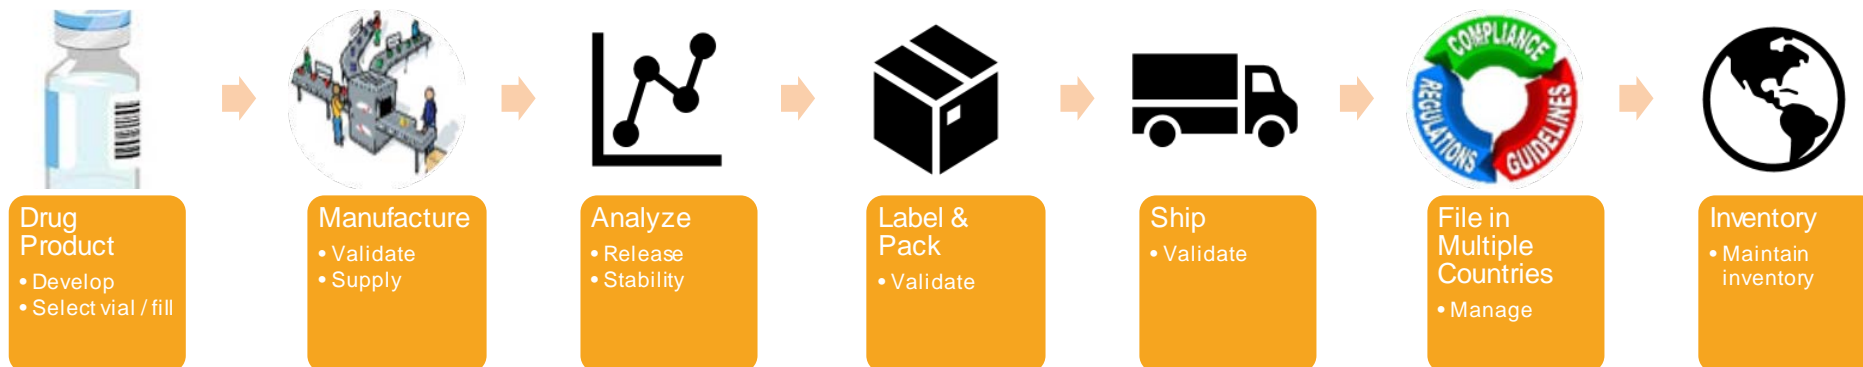 COMPLIANCE
REGULATIONS
GUIDELINES
Drug
Product
• Develop
• Select vial / fill
Manufacture
• Validate
• Supply
Analyze
• Release
• Stability
Label &
Pack
• Validate
Ship
• Validate
File in
Multiple
Countries
• Manage
Inventory
• Maintain
inventory